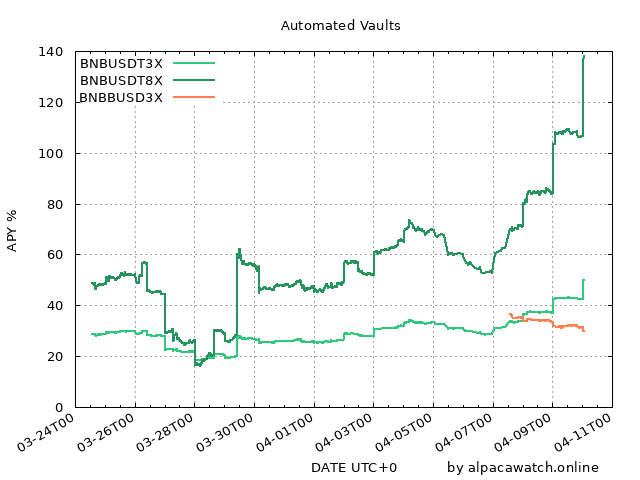 Automated Vaults
BNBUSDT3X
BNBUSDT8X
BNBBUSD3X
APY %
140
120
100
80
60
40
20
0
03-24T00
03-26T00
03-28T00
03-30T00
04-01T00
04-03T00
04-05T00
04-07T00
04-09T00
04-11T00
DATE UTC+0
by alpacawatch.online